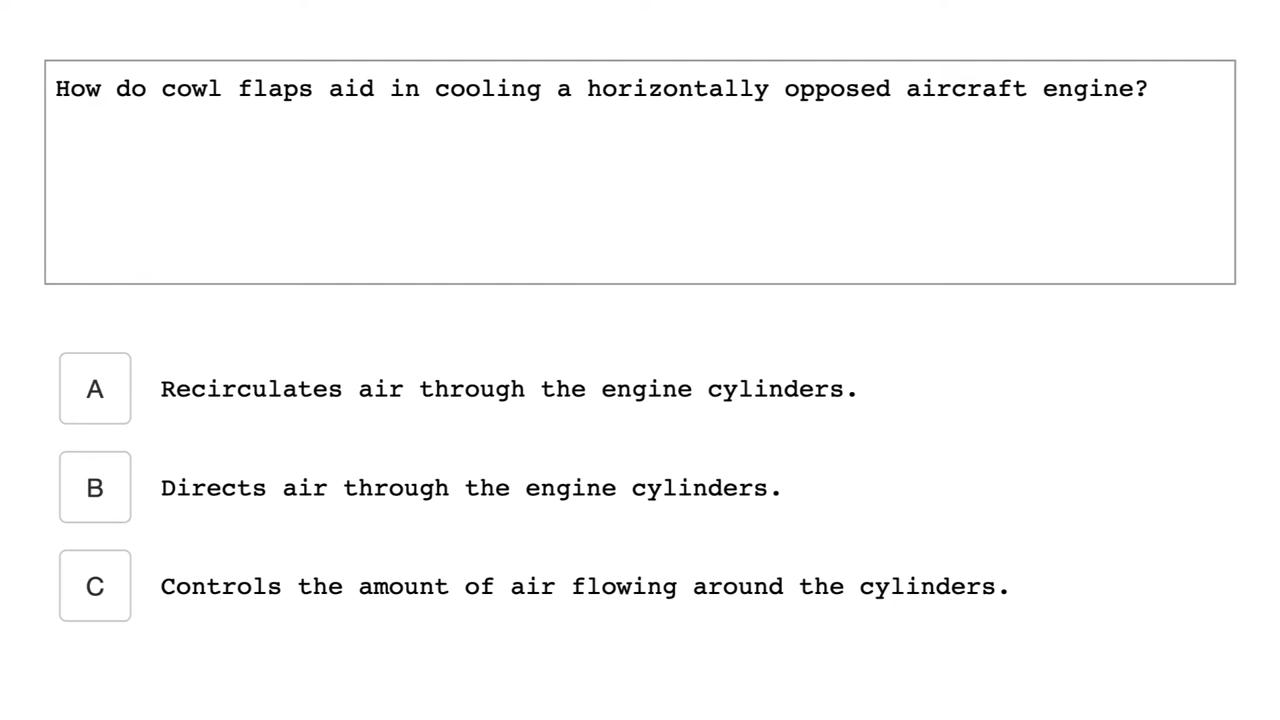 How do cowl flaps aid in cooling a horizontally opposed aircraft engine?
A Recirculates air through the engine cylinders.
B Directs air through the engine cylinders.
C Controls the amount of air flowing around the cylinders.